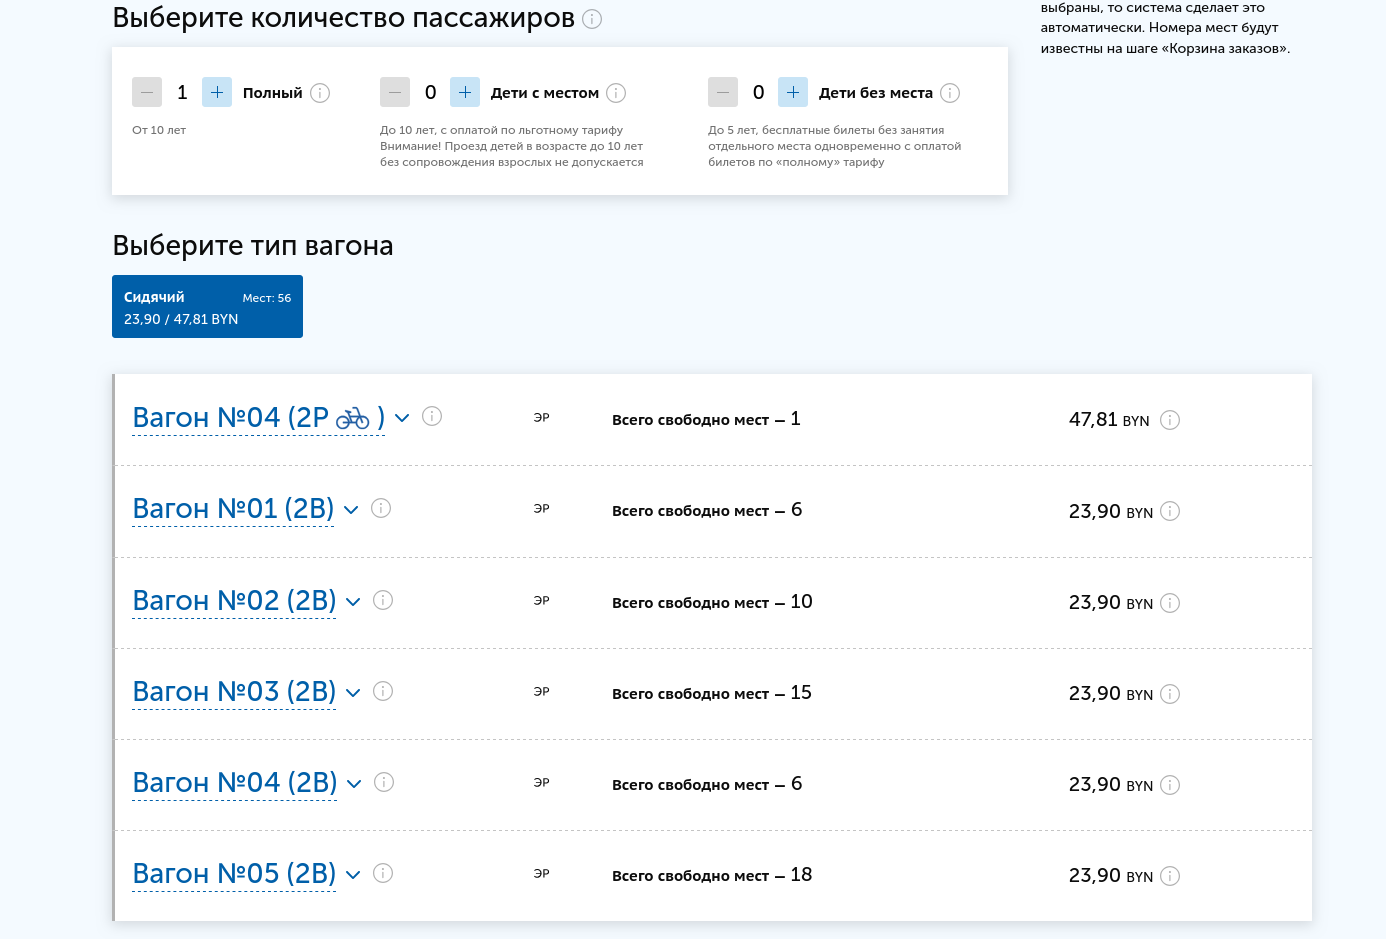 Выберите количество пассажиров
выбраны, то система сделает это
автоматически. Номера мест будут
известны на шаге «Корзина заказов».
1 Полный
От 10 лет
0 Дети с местом
До 10 лет, с оплатой по льготному тарифу
Внимание! Проезд детей в возрасте до 10 лет
без сопровождения взрослых не допускается
0 Дети без места
До 5 лет, бесплатные билеты без занятия
отдельного места одновременно с оплатой
билетов по «полному» тарифу
Выберите тип вагона
Сидячий Мест: 56
23,90 / 47,81 BYN
Вагон №04 (2Р ) ЭР Всего свободно мест – 1 47,81 BYN
Вагон №01 (2В) ЭР Всего свободно мест – 6 23,90 BYN
Вагон №02 (2В) ЭР Всего свободно мест – 10 23,90 BYN
Вагон №03 (2В) ЭР Всего свободно мест – 15 23,90 BYN
Вагон №04 (2В) ЭР Всего свободно мест – 6 23,90 BYN
Вагон №05 (2В) ЭР Всего свободно мест – 18 23,90 BYN